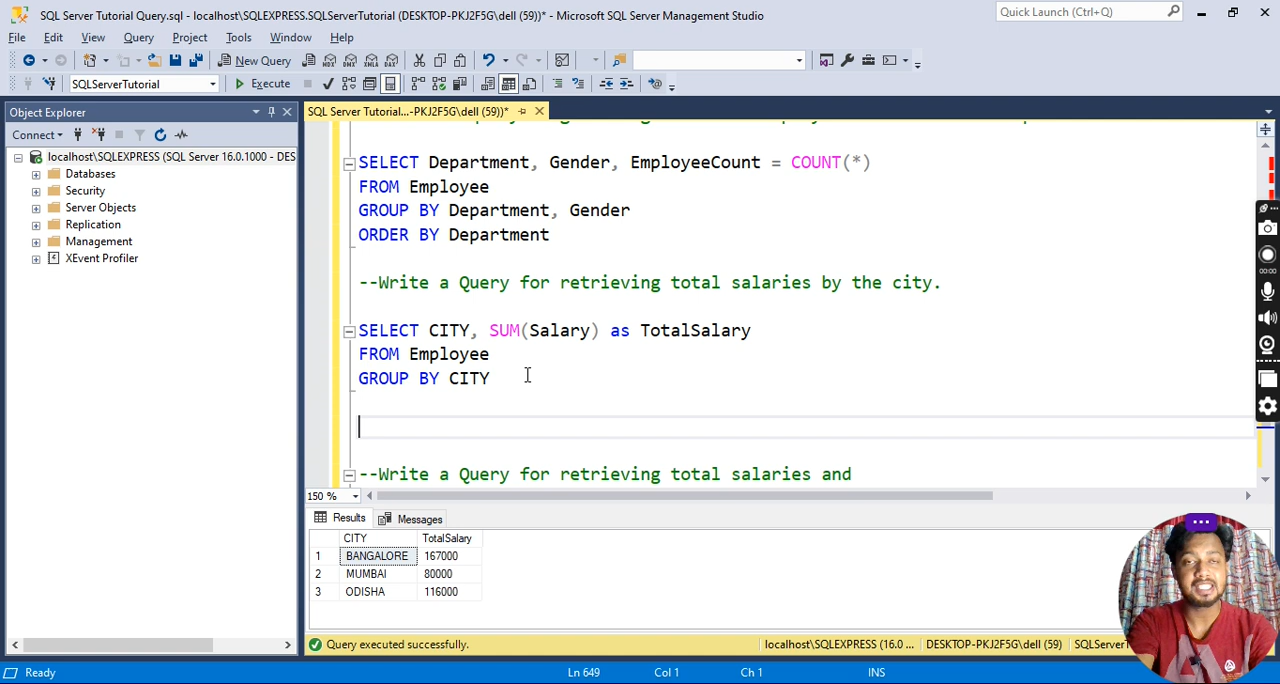 SQL Server Tutorial Query.sql - localhost\SQLEXPRESS.SQLServerTutorial (DESKTOP-PKJ2F5G\dell (59))* - Microsoft SQL Server Management Studio
Quick Launch (Ctrl+Q)
File Edit View Query Project Tools Window Help
New Query
SQLServerTutorial
Execute
Object Explorer
SQL Server Tutorial...-PKJ2F5G\dell (59))*
Connect
localhost\SQLEXPRESS (SQL Server 16.0.1000 - DES
Databases
Security
Server Objects
Replication
Management
XEvent Profiler
SELECT Department, Gender, EmployeeCount = COUNT(*)
FROM Employee
GROUP BY Department, Gender
ORDER BY Department
--Write a Query for retrieving total salaries by the city.
SELECT CITY, SUM(Salary) as TotalSalary
FROM Employee
GROUP BY CITY
--Write a Query for retrieving total salaries and
150 %
Results Messages
CITY TotalSalary
1 BANGALORE 167000
2 MUMBAI 80000
3 ODISHA 116000
Query executed successfully.
localhost\SQLEXPRESS (16.0 ... DESKTOP-PKJ2F5G\dell (59) SQLServerT
Ready Ln 649 Col 1 Ch 1 INS
00:00